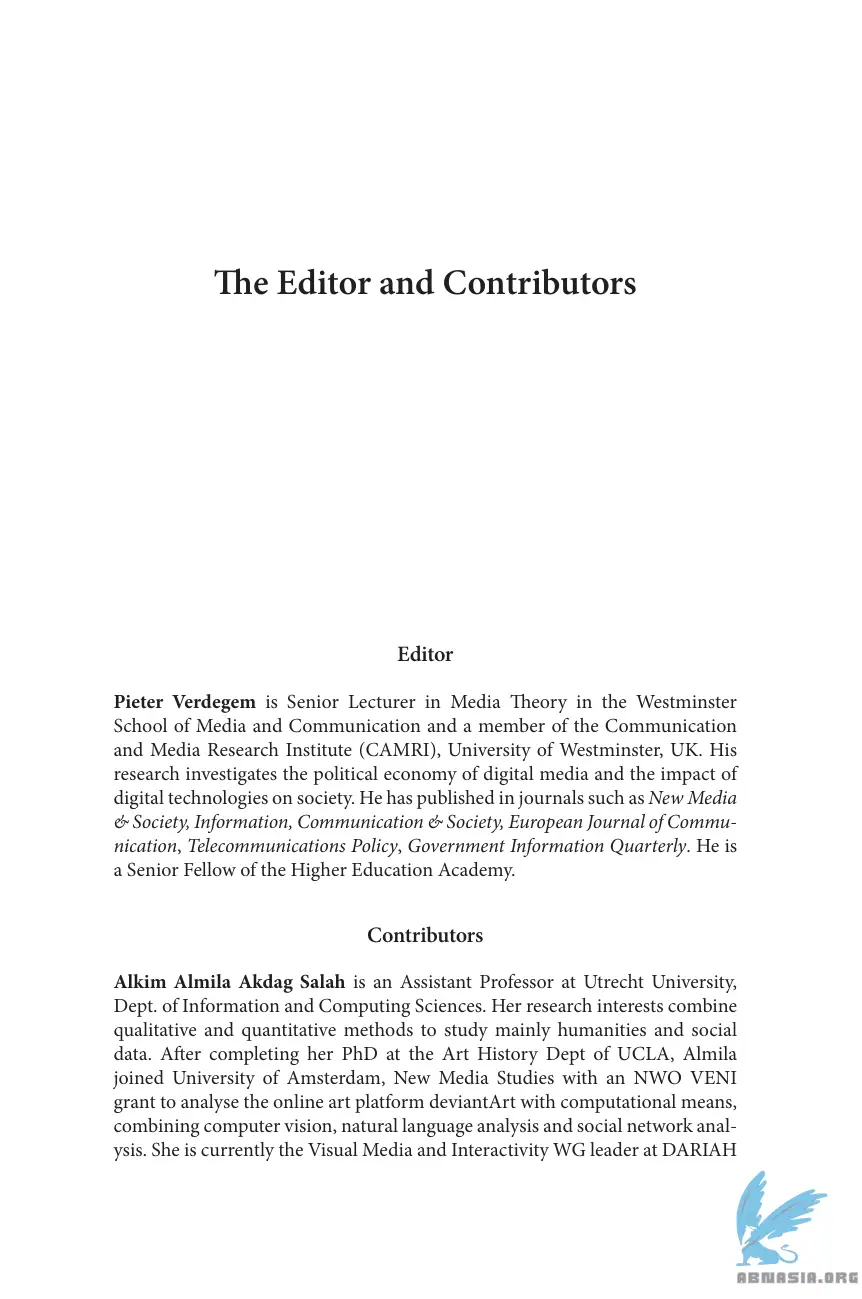 The Editor and Contributors
Editor
Pieter Verdegem is Senior Lecturer in Media Theory in the Westminster
School of Media and Communication and a member of the Communication
and Media Research Institute (CAMRI), University of Westminster, UK. His
research investigates the political economy of digital media and the impact of
digital technologies on society. He has published in journals such as New Media
& Society, Information, Communication & Society, European Journal of Commu-
nication, Telecommunications Policy, Government Information Quarterly. He is
a Senior Fellow of the Higher Education Academy.
Contributors
Alkim Almila Akdag Salah is an Assistant Professor at Utrecht University,
Dept. of Information and Computing Sciences. Her research interests combine
qualitative and quantitative methods to study mainly humanities and social
data. After completing her PhD at the Art History Dept of UCLA, Almila
joined University of Amsterdam, New Media Studies with an NWO VENI
grant to analyse the online art platform deviantArt with computational means,
combining computer vision, natural language analysis and social network anal-
ysis. She is currently the Visual Media and Interactivity WG leader at DARIAH
ABNASIA.ORG